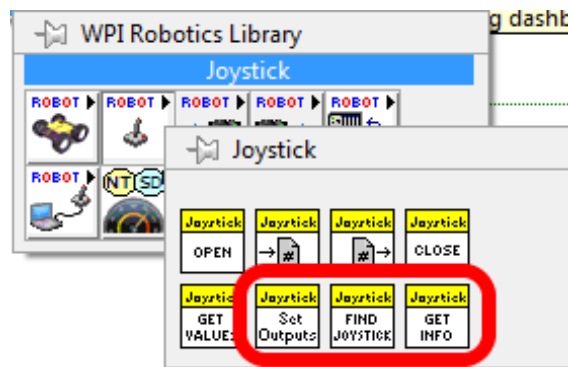 g dashb
WPI Robotics Library
Joystick
ROBOT ROBOT ROBOT ROBOT ROBOT
Joystick
ROBOT NT SD
Joystick Joystick Joystick Joystick
OPEN # # CLOSE
Joystick Joystick Joystick Joystick
GET Set FIND GET
VALUES Outputs JOYSTICK INFO